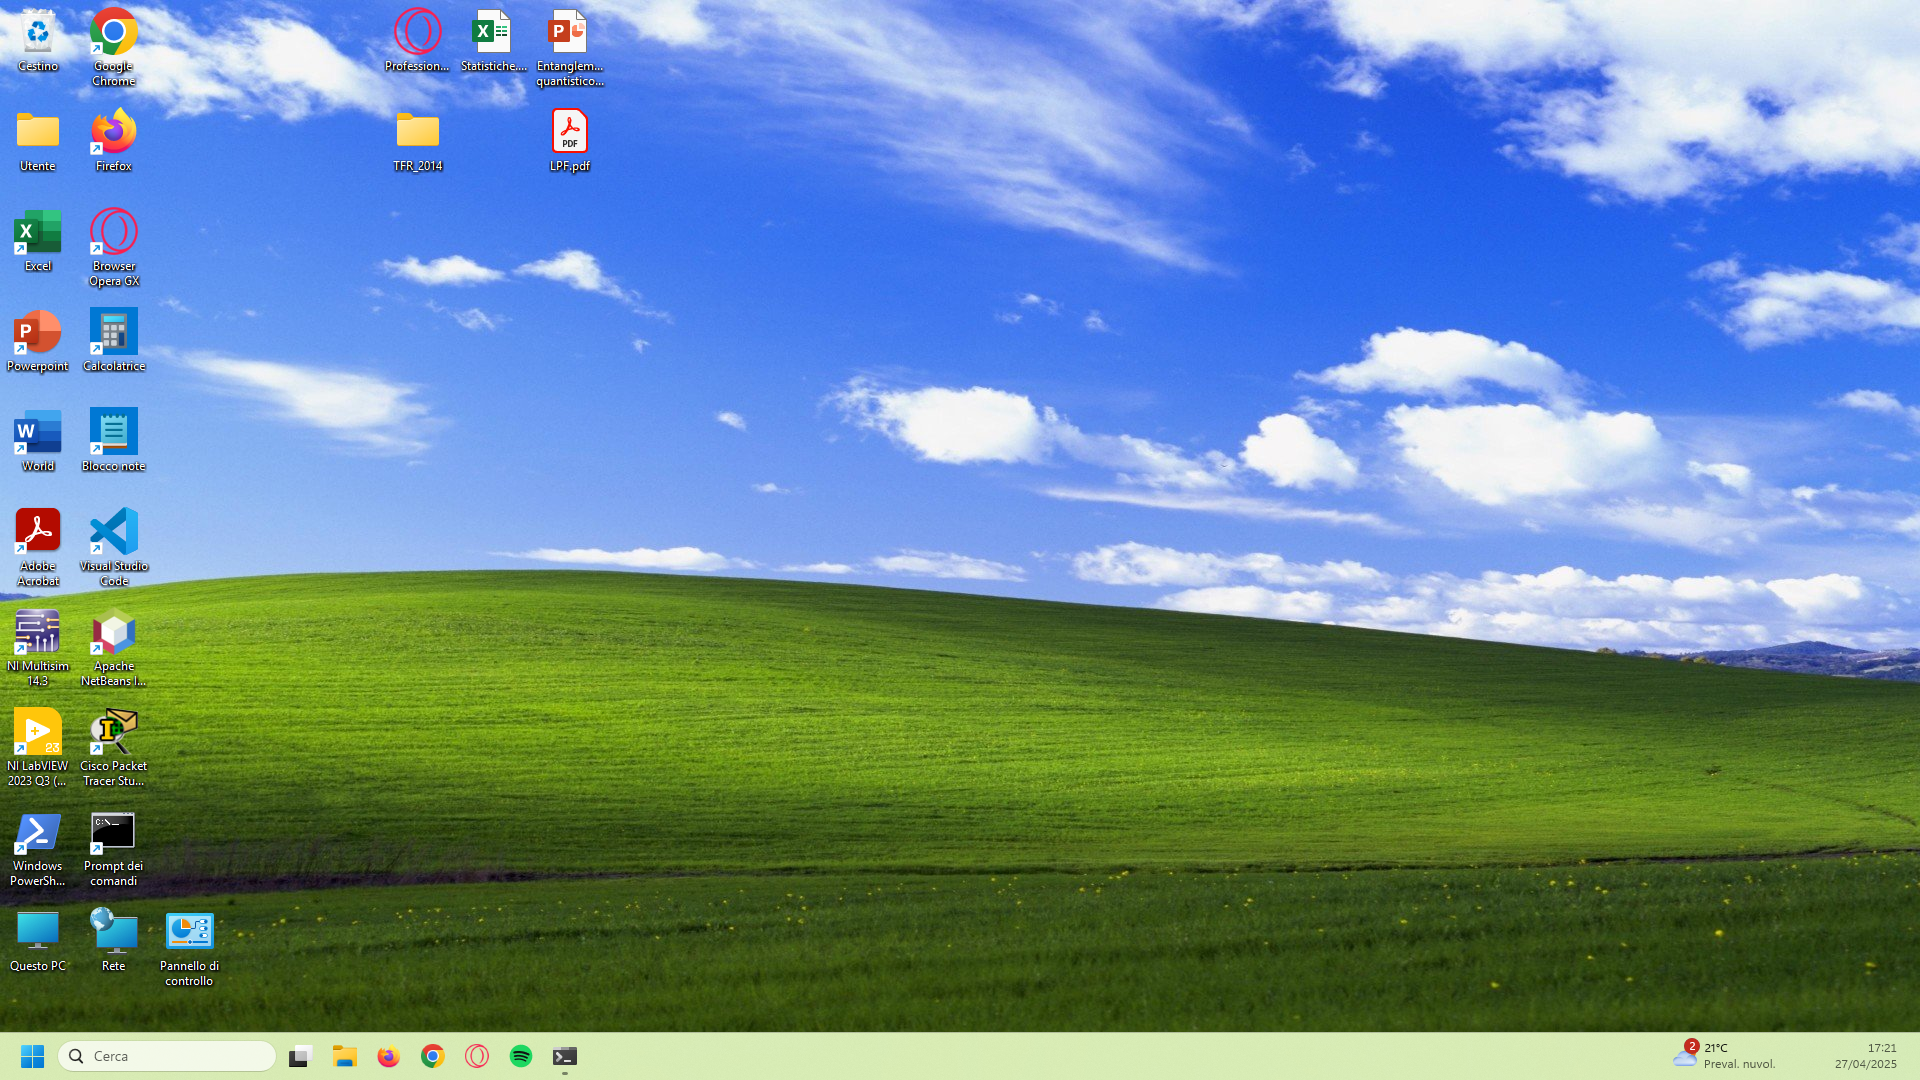 Cestino
Google
Chrome
Profession...
Statistiche....
Entanglem...
quantistico...
Utente
Firefox
TFR_2014
PDF
LPF.pdf
Excel
Browser
Opera GX
Powerpoint
Calcolatrice
World
Blocco note
Adobe
Acrobat
Visual Studio
Code
NI Multisim
14.3
Apache
NetBeans I...
23
NI LabVIEW
2023 Q3 (...
Cisco Packet
Tracer Stu...
C:\_
Windows
PowerSh...
Prompt dei
comandi
Questo PC
Rete
Pannello di
controllo
Cerca
2
21°C
Preval. nuvol.
17:21
27/04/2025